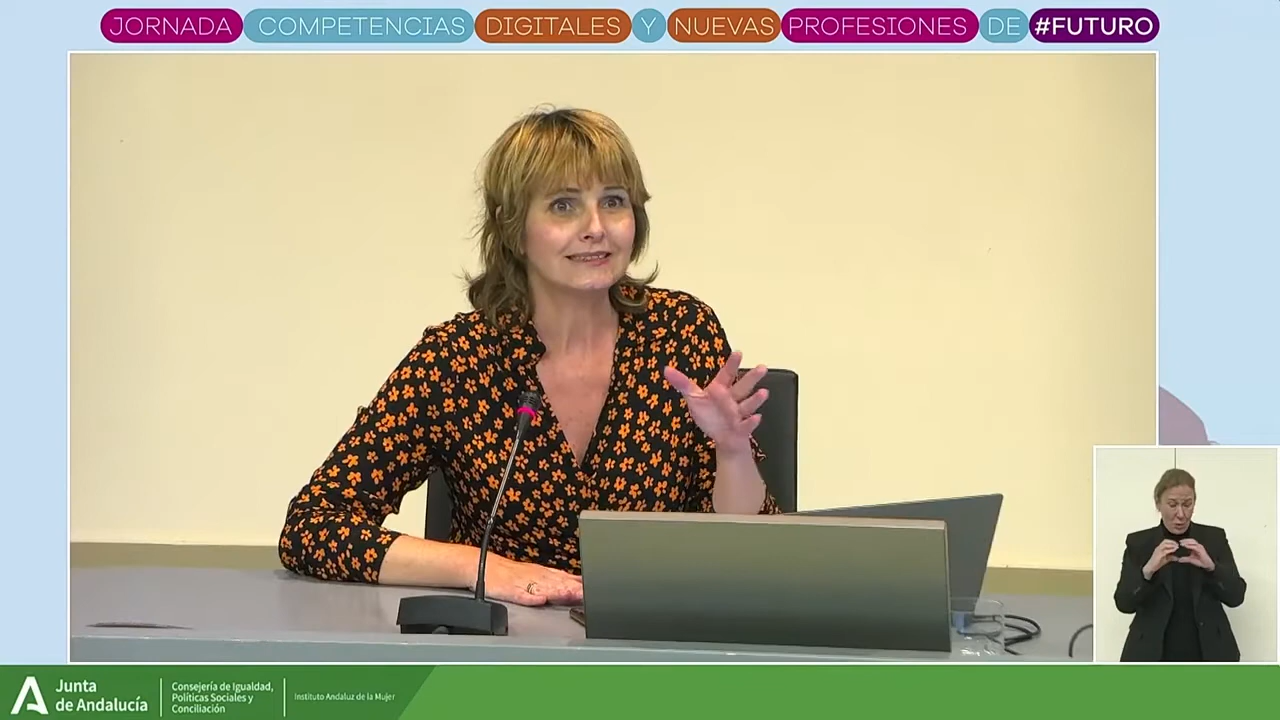 JORNADA COMPETENCIAS DIGITALES Y NUEVAS PROFESIONES DE #FUTURO
Junta
de Andalucía
Consejería de Igualdad,
Políticas Sociales y
Conciliación
Instituto Andaluz de la Mujer